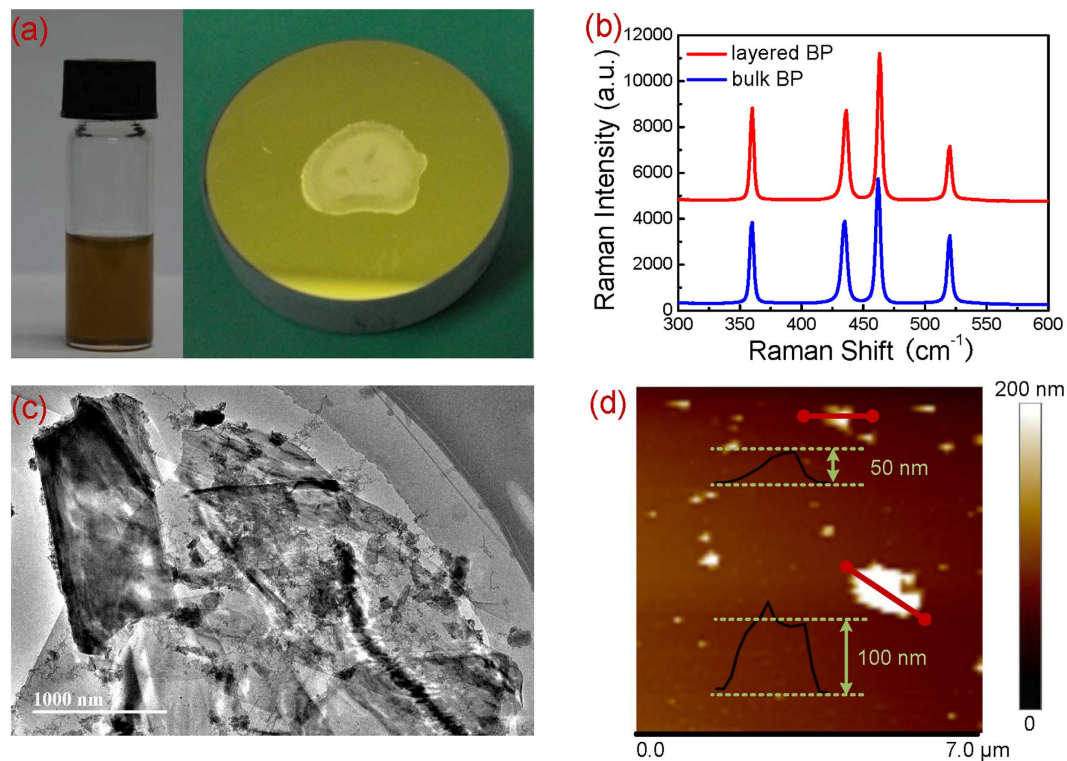 (a)
(b)
12000
10000
8000
6000
4000
2000
0
layered BP
bulk BP
Raman Intensity (a.u.)
300
350
400
450
500
550
600
Raman Shift (cm⁻¹)
(c)
1000 nm
(d)
50 nm
100 nm
200 nm
0
0.0
7.0 μm